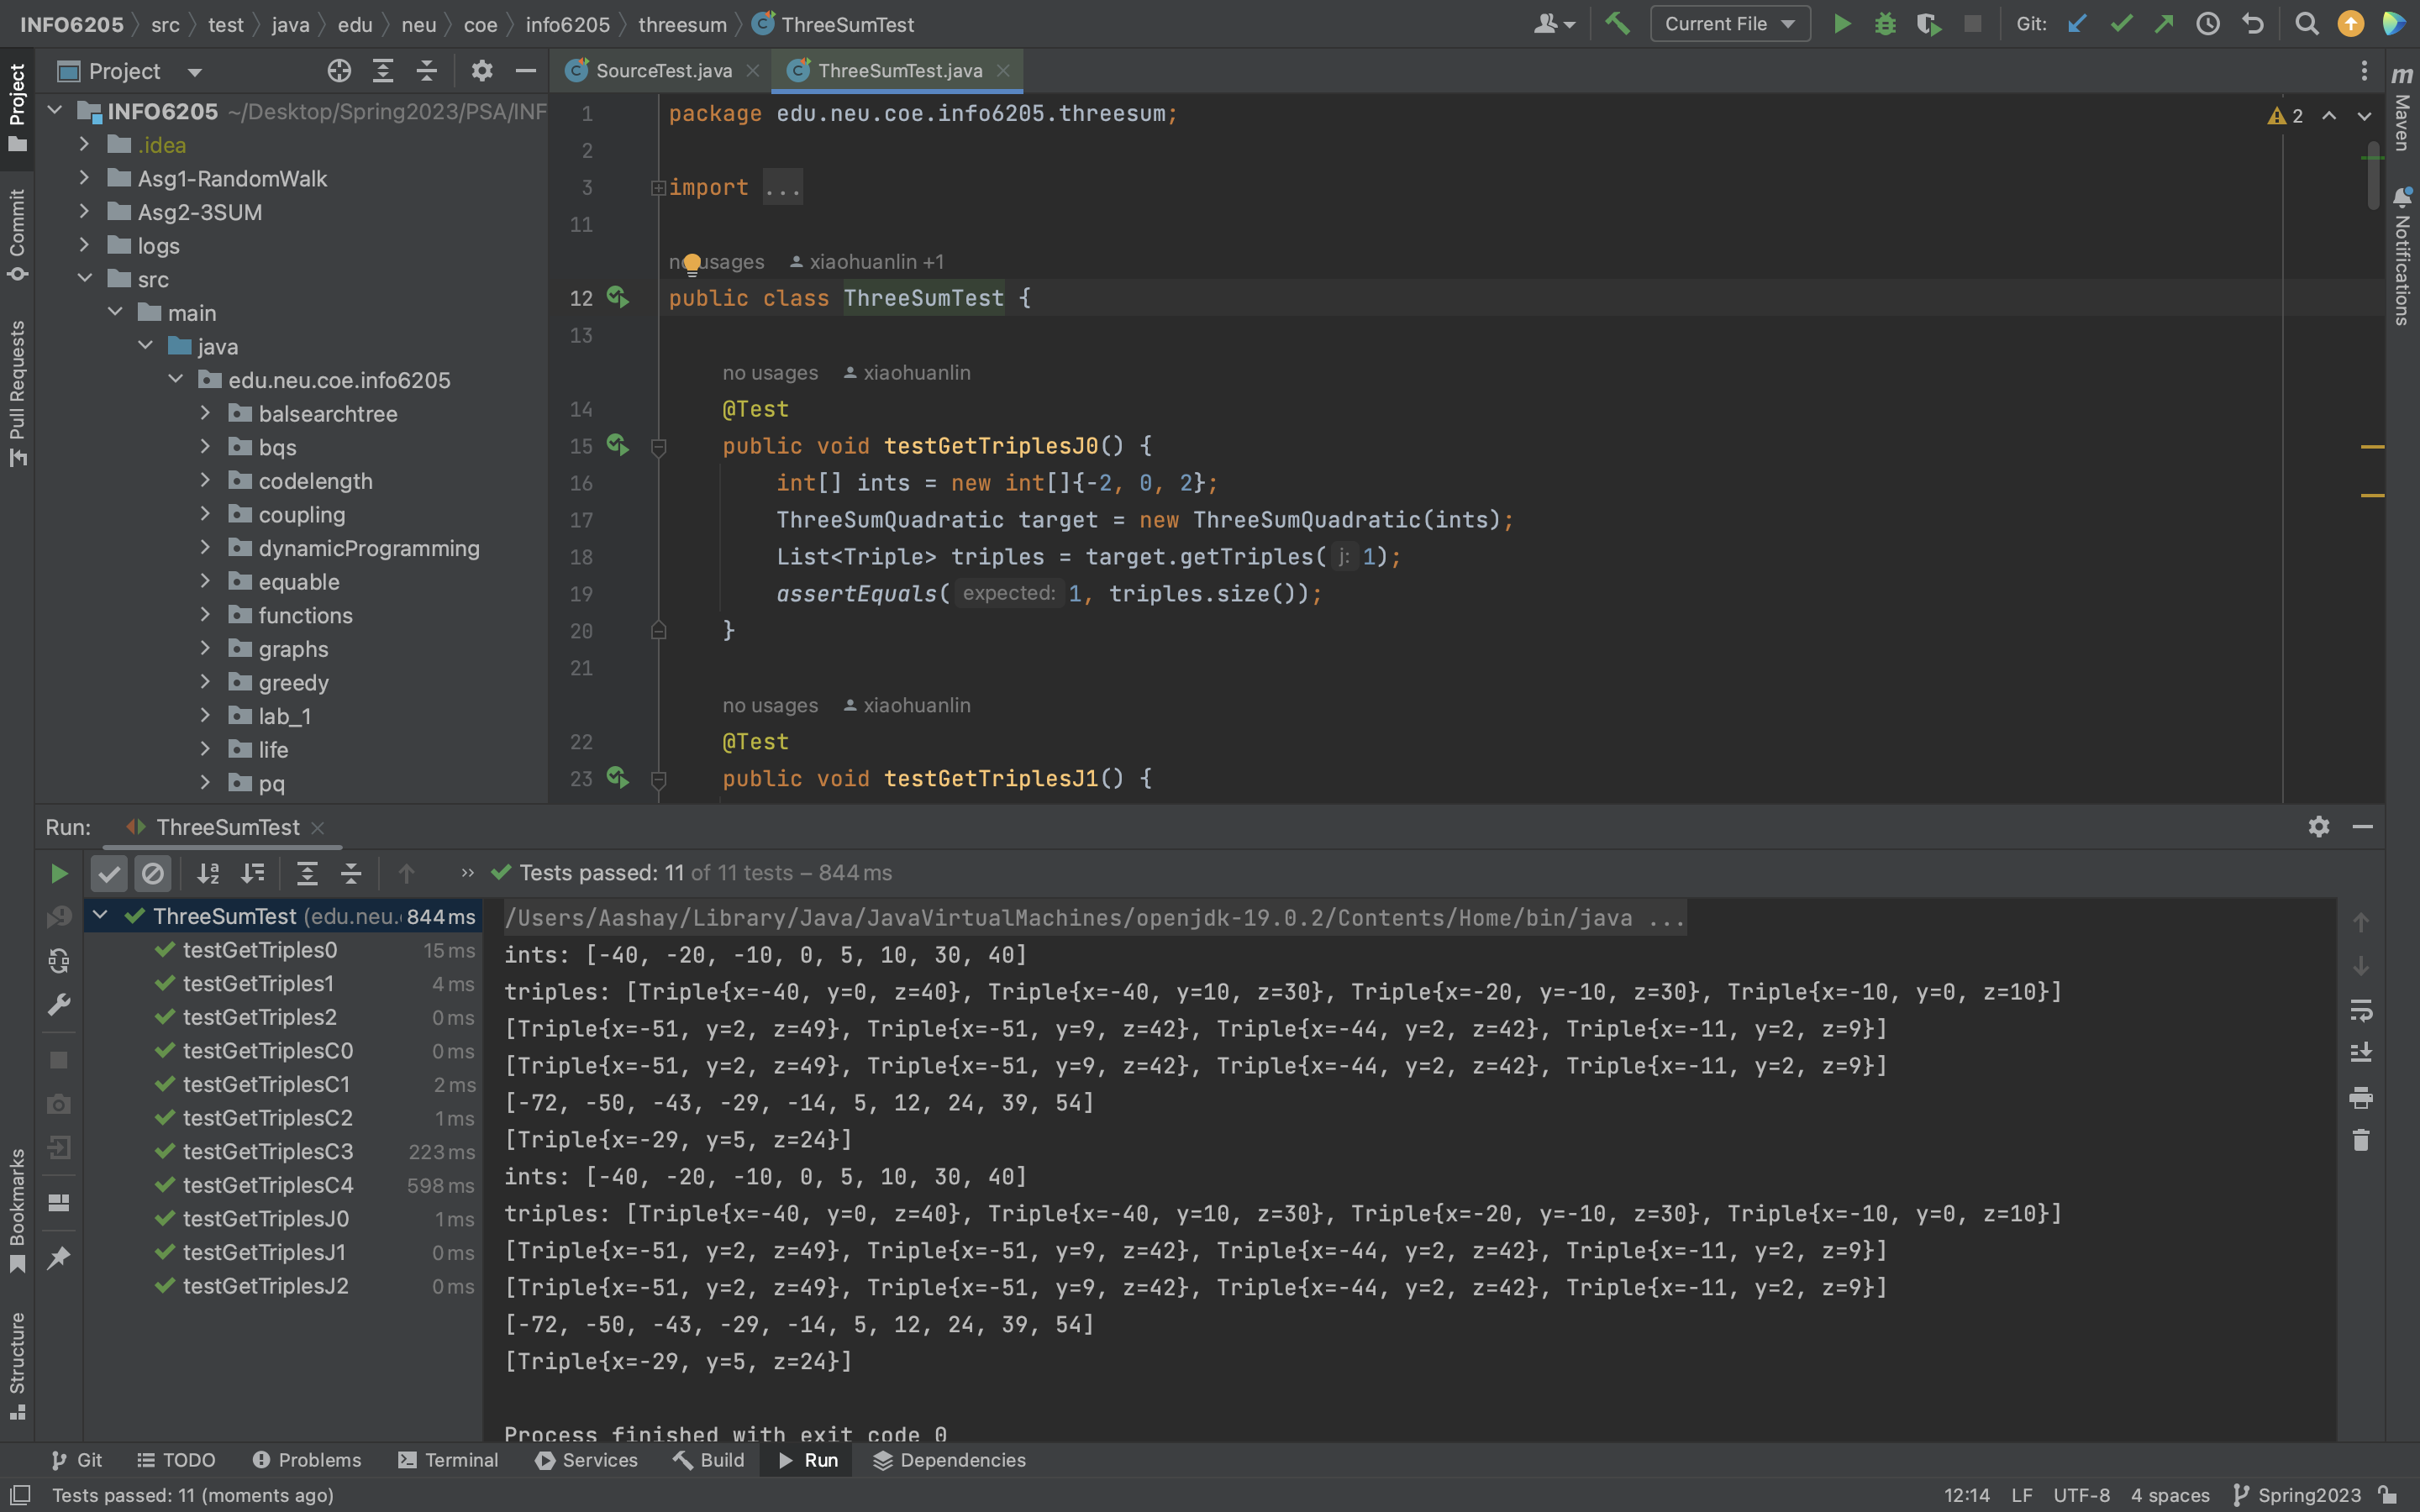 INFO6205 src test java edu neu coe info6205 threesum ThreeSumTest
Current File Git:
Project
SourceTest.java ThreeSumTest.java
Project
Commit
Pull Requests
Bookmarks
Structure
m Maven
Notifications
INFO6205 ~/Desktop/Spring2023/PSA/INF
.idea
Asg1-RandomWalk
Asg2-3SUM
logs
src
main
java
edu.neu.coe.info6205
balsearchtree
bqs
codelength
coupling
dynamicProgramming
equable
functions
graphs
greedy
lab_1
life
pq
2
1 package edu.neu.coe.info6205.threesum;
2
3 import ...
11
usages xiaohuanlin +1
12 public class ThreeSumTest {
13
no usages xiaohuanlin
14 @Test
15 public void testGetTriplesJ0() {
16 int[] ints = new int[]{-2, 0, 2};
17 ThreeSumQuadratic target = new ThreeSumQuadratic(ints);
18 List<Triple> triples = target.getTriples( j: 1);
19 assertEquals( expected: 1, triples.size());
20 }
21
no usages xiaohuanlin
22 @Test
23 public void testGetTriplesJ1() {
Run: ThreeSumTest
Tests passed: 11 of 11 tests – 844 ms
ThreeSumTest (edu.neu. 844 ms
testGetTriples0 15 ms
testGetTriples1 4 ms
testGetTriples2 0 ms
testGetTriplesC0 0 ms
testGetTriplesC1 2 ms
testGetTriplesC2 1 ms
testGetTriplesC3 223 ms
testGetTriplesC4 598 ms
testGetTriplesJ0 1 ms
testGetTriplesJ1 0 ms
testGetTriplesJ2 0 ms
/Users/Aashay/Library/Java/JavaVirtualMachines/openjdk-19.0.2/Contents/Home/bin/java ...
ints: [-40, -20, -10, 0, 5, 10, 30, 40]
triples: [Triple{x=-40, y=0, z=40}, Triple{x=-40, y=10, z=30}, Triple{x=-20, y=-10, z=30}, Triple{x=-10, y=0, z=10}]
[Triple{x=-51, y=2, z=49}, Triple{x=-51, y=9, z=42}, Triple{x=-44, y=2, z=42}, Triple{x=-11, y=2, z=9}]
[Triple{x=-51, y=2, z=49}, Triple{x=-51, y=9, z=42}, Triple{x=-44, y=2, z=42}, Triple{x=-11, y=2, z=9}]
[-72, -50, -43, -29, -14, 5, 12, 24, 39, 54]
[Triple{x=-29, y=5, z=24}]
ints: [-40, -20, -10, 0, 5, 10, 30, 40]
triples: [Triple{x=-40, y=0, z=40}, Triple{x=-40, y=10, z=30}, Triple{x=-20, y=-10, z=30}, Triple{x=-10, y=0, z=10}]
[Triple{x=-51, y=2, z=49}, Triple{x=-51, y=9, z=42}, Triple{x=-44, y=2, z=42}, Triple{x=-11, y=2, z=9}]
[Triple{x=-51, y=2, z=49}, Triple{x=-51, y=9, z=42}, Triple{x=-44, y=2, z=42}, Triple{x=-11, y=2, z=9}]
[-72, -50, -43, -29, -14, 5, 12, 24, 39, 54]
[Triple{x=-29, y=5, z=24}]
Process finished with exit code 0
Git TODO Problems Terminal Services Build Run Dependencies
Tests passed: 11 (moments ago) 12:14 LF UTF-8 4 spaces Spring2023